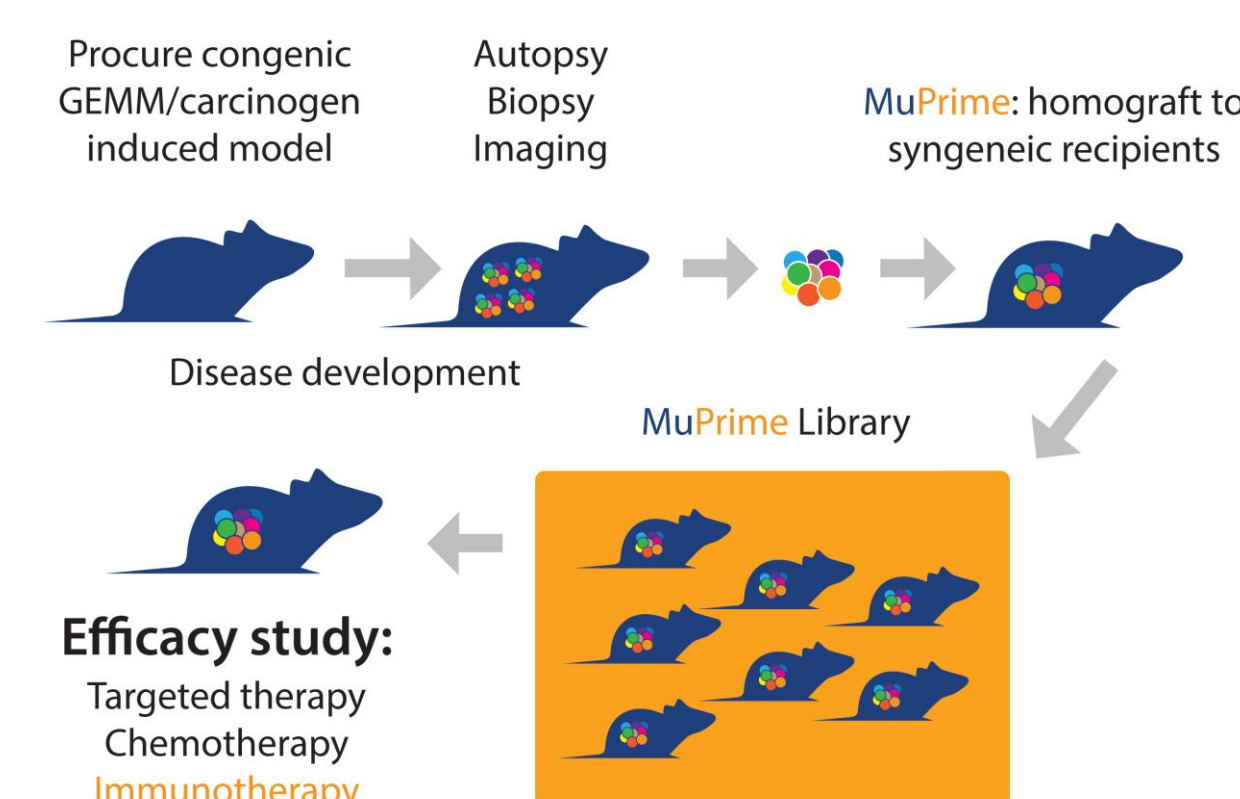 Procure congenic
GEMM/carcinogen
induced model
Autopsy
Biopsy
Imaging
MuPrime: homograft to
syngeneic recipients
Disease development
MuPrime Library
Efficacy study:
Targeted therapy
Chemotherapy
Immunotherapy